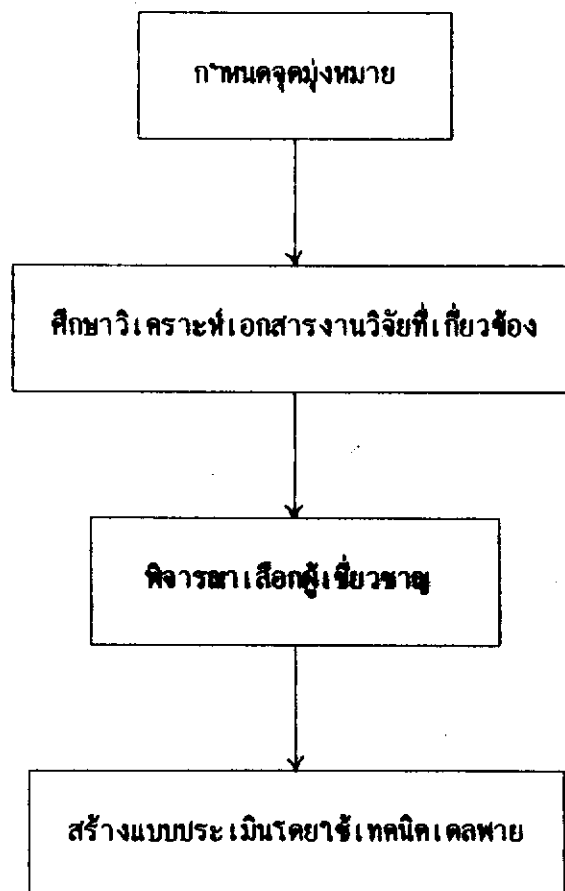 กำหนดจุดมุ่งหมาย
ศึกษาวิเคราะห์เอกสารงานวิจัยที่เกี่ยวข้อง
พิจารณาเลือกผู้เชี่ยวชาญ
สร้างแบบประเมินโดยใช้เทคนิคเดลฟาย